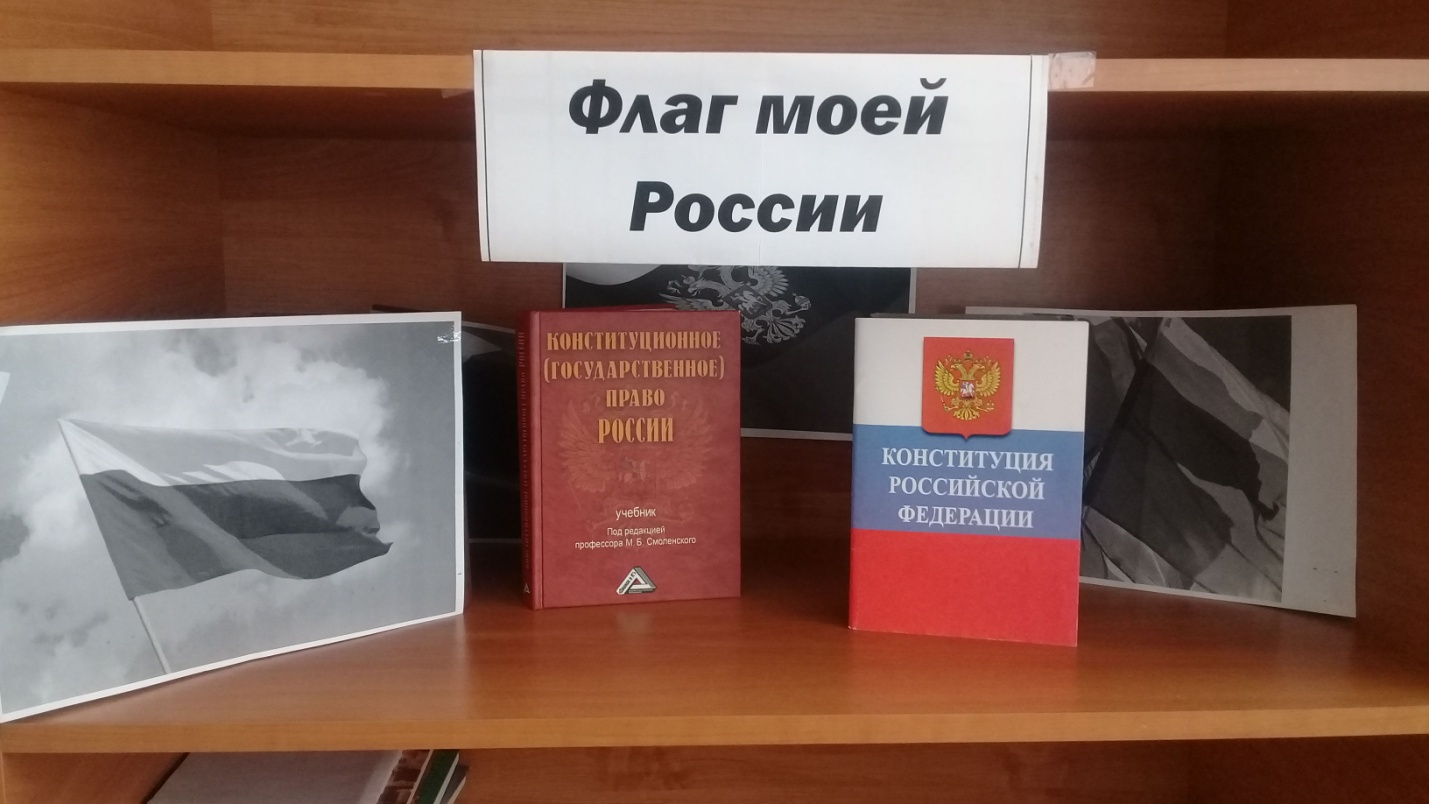 Флаг моей
России
КОНСТИТУЦИОННОЕ
(ГОСУДАРСТВЕННОЕ)
ПРАВО
РОССИИ
учебник
Под редакцией
профессора М. Б. Смоленского
КОНСТИТУЦИЯ
РОССИЙСКОЙ
ФЕДЕРАЦИИ